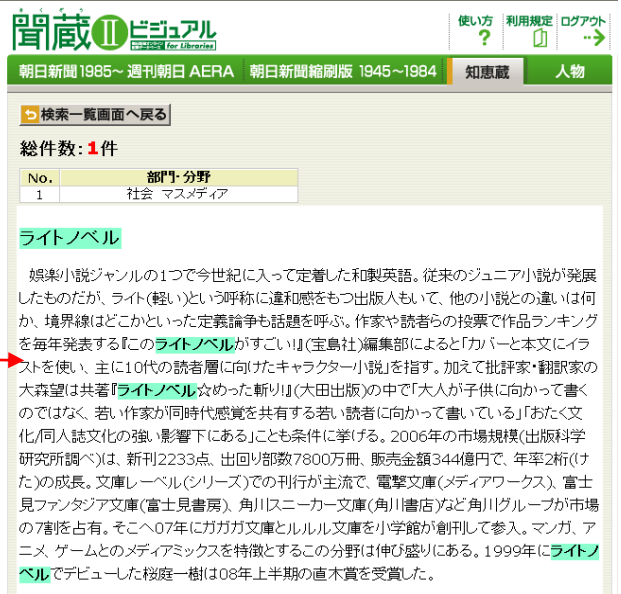 きくぞう
聞蔵Ⅱビジュアル
for Libraries
使い方 利用規定 ログアウト
?
朝日新聞1985～ 週刊朝日 AERA 朝日新聞縮刷版 1945～1984 知恵蔵 人物
検索一覧画面へ戻る
総件数:1件
No. 部門・分野
1 社会 マスメディア
ライトノベル
娯楽小説ジャンルの1つで今世紀に入って定着した和製英語。従来のジュニア小説が発展
したものだが、ライト(軽い)という呼称に違和感をもつ出版人もいて、他の小説との違いは何
か、境界線はどこかといった定義論争も話題を呼ぶ。作家や読者らの投票で作品ランキング
を毎年発表する『このライトノベルがすごい!』(宝島社)編集部によると「カバーと本文にイラ
ストを使い、主に10代の読者層に向けたキャラクター小説」を指す。加えて批評家・翻訳家の
大森望は共著『ライトノベル☆めった斬り!』(太田出版)の中で「大人が子供に向かって書く
のではなく、若い作家が同時代感覚を共有する若い読者に向かって書いている」「おたく文
化/同人誌文化の強い影響下にある」ことも条件に挙げる。2006年の市場規模(出版科学
研究所調べ)は、新刊2233点、出回り部数7800万冊、販売金額344億円で、年率2桁(け
た)の成長。文庫レーベル(シリーズ)での刊行が主流で、電撃文庫(メディアワークス)、富士
見ファンタジア文庫(富士見書房)、角川スニーカー文庫(角川書店)など角川グループが市場
の7割を占有。そこへ07年にガガガ文庫とルルル文庫を小学館が創刊して参入。マンガ、ア
ニメ、ゲームとのメディアミックスを特徴とするこの分野は伸び盛りにある。1999年にライトノ
ベルでデビューした桜庭一樹は08年上半期の直木賞を受賞した。